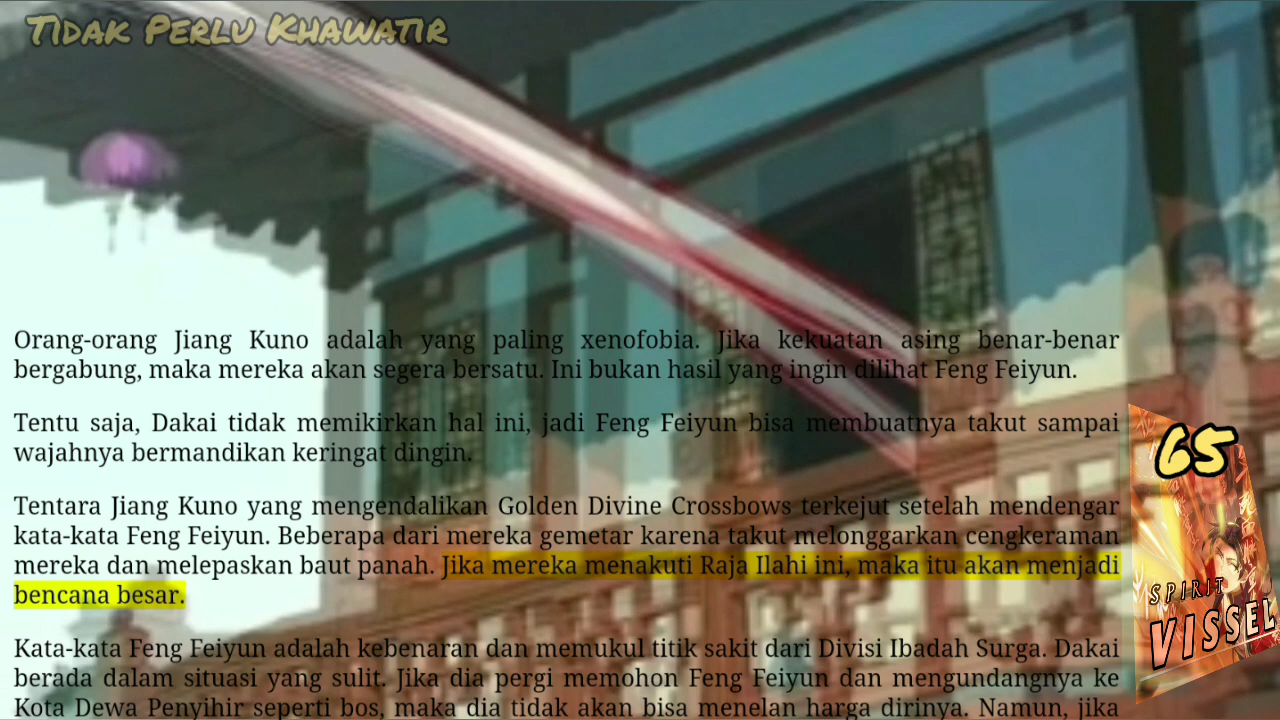 Tidak Perlu Khawatir
Orang-orang Jiang Kuno adalah yang paling xenofobia. Jika kekuatan asing benar-benar
bergabung, maka mereka akan segera bersatu. Ini bukan hasil yang ingin dilihat Feng Feiyun.
Tentu saja, Dakai tidak memikirkan hal ini, jadi Feng Feiyun bisa membuatnya takut sampai
wajahnya bermandikan keringat dingin.
Tentara Jiang Kuno yang mengendalikan Golden Divine Crossbows terkejut setelah mendengar
kata-kata Feng Feiyun. Beberapa dari mereka gemetar karena takut melonggarkan cengkeraman
mereka dan melepaskan baut panah. Jika mereka menakuti Raja Ilahi ini, maka itu akan menjadi
bencana besar.
Kata-kata Feng Feiyun adalah kebenaran dan memukul titik sakit dari Divisi Ibadah Surga. Dakai
berada dalam situasi yang sulit. Jika dia pergi memohon Feng Feiyun dan mengundangnya ke
Kota Dewa Penyihir seperti bos, maka dia tidak akan bisa menelan harga dirinya. Namun, jika
65
SPIRIT
VISSEL